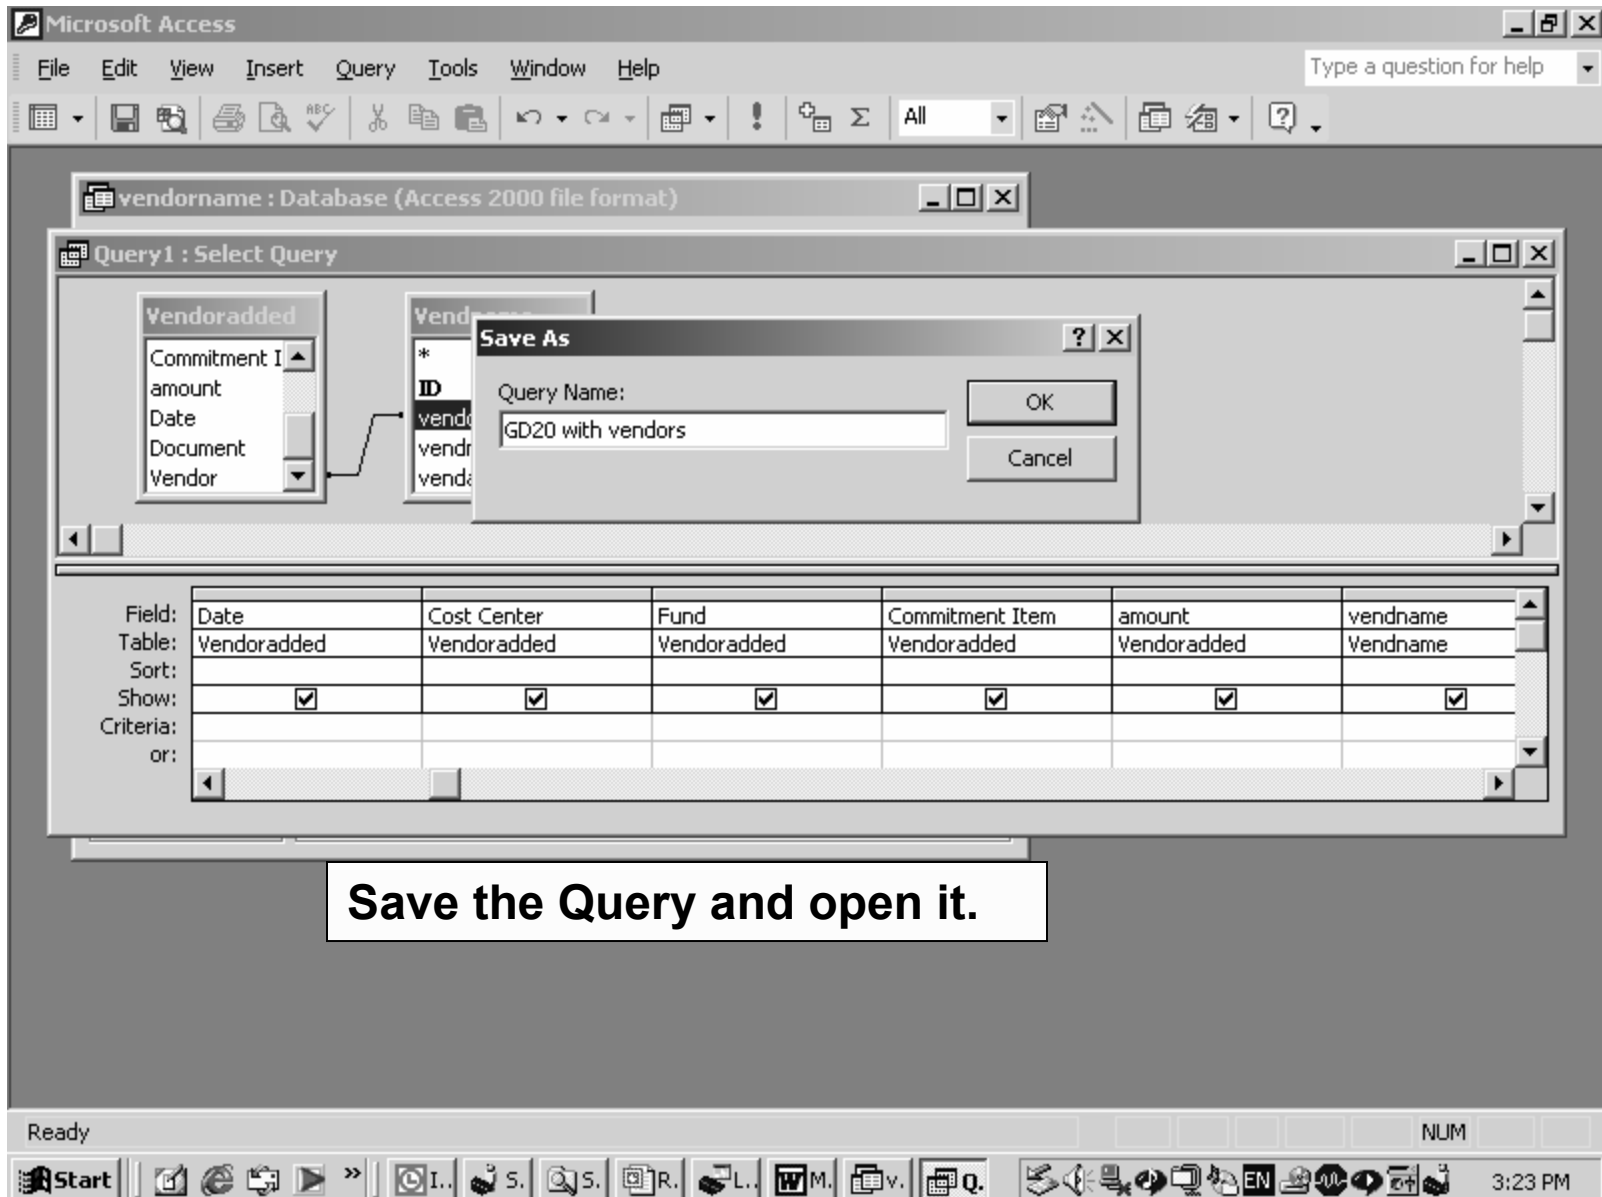 Microsoft Access
File Edit View Insert Query Tools Window Help
Type a question for help
ABC
All
vendorname : Database (Access 2000 file format)
Query1 : Select Query
Vendoradded
Commitment I
amount
Date
Document
Vendor
*
ID
Save As
Query Name:
GD20 with vendors
OK
Cancel
Field: Date Cost Center Fund Commitment Item amount vendname
Table: Vendoradded Vendoradded Vendoradded Vendoradded Vendoradded Vendname
Sort:
Show:
Criteria:
or:
Save the Query and open it.
Ready
NUM
Start I.. S. S. R. L.. M. v. Q. EN 3:23 PM